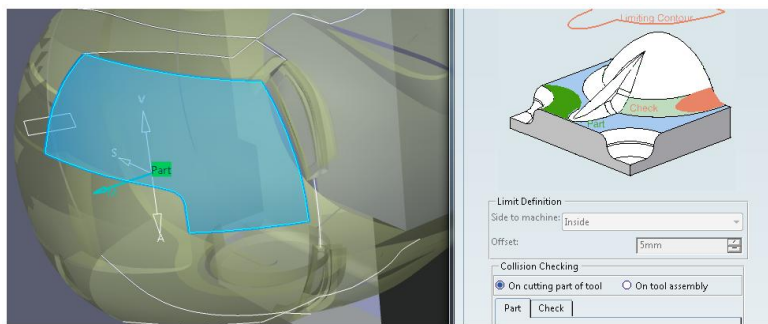 Limiting Contour
V
S
Part
A
Check
Part
Limit Definition
Side to machine: Inside
Offset: 5mm
Collision Checking
On cutting part of tool On tool assembly
Part Check